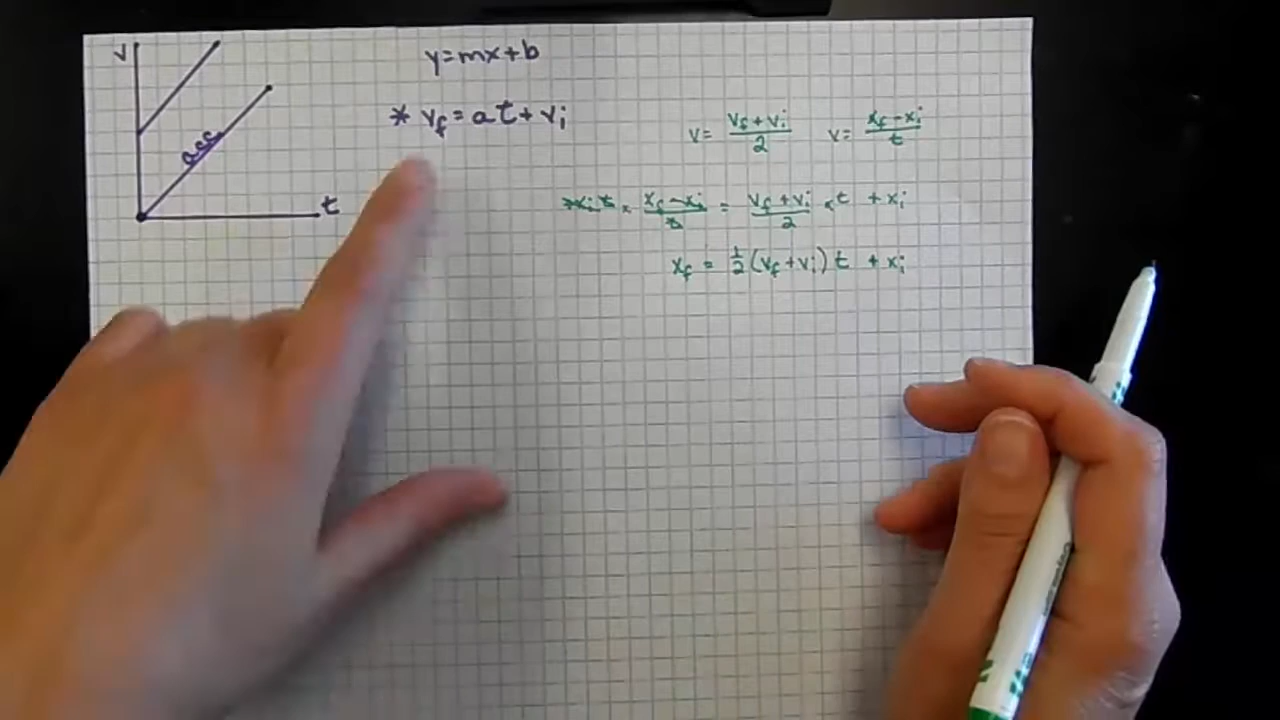 v
acc.
t
y=mx+b
* v_f = at + v_i
v = (v_f + v_i)/2   v = (x_f - x_i)/t
· (x_f - x_i)/t = (v_f + v_i)/2 · t + x_i
x_f = 1/2 (v_f + v_i) t + x_i